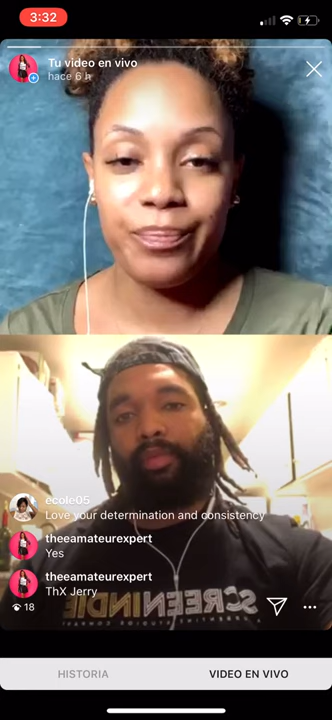 3:32
Tu video en vivo
hace 6 h
ecole05
Love your determination and consistency
theeamateurexpert
Yes
theeamateurexpert
ThX Jerry
18
SCREENINDIE
HISTORIA
VIDEO EN VIVO